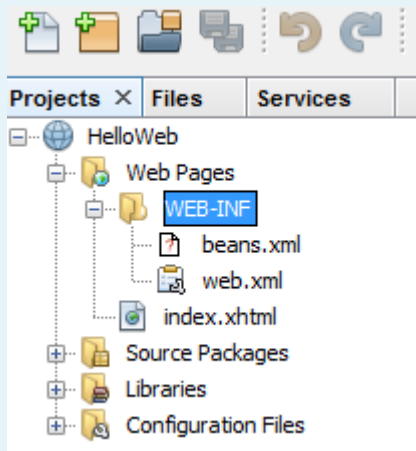 Projects × Files Services
HelloWeb
Web Pages
WEB-INF
beans.xml
web.xml
index.xhtml
Source Packages
Libraries
Configuration Files